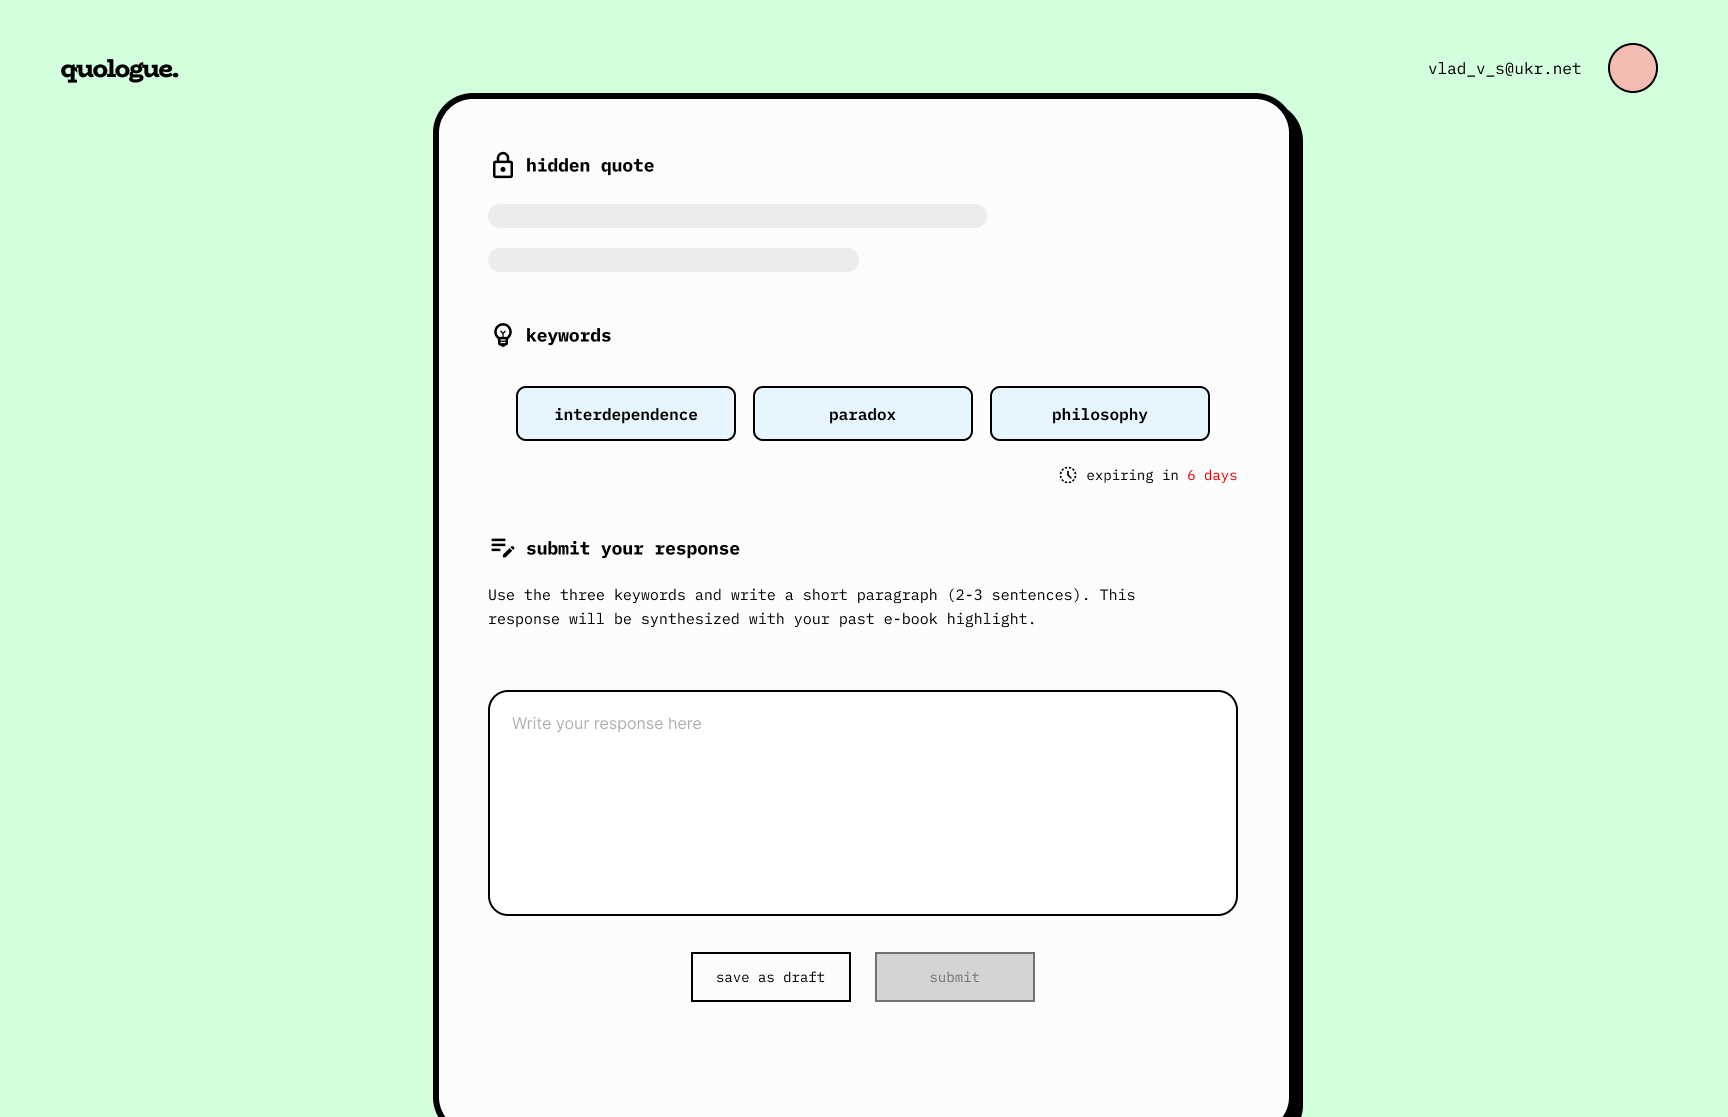 quologue.
vlad_v_s@ukr.net
hidden quote
keywords
interdependence
paradox
philosophy
expiring in 6 days
submit your response
Use the three keywords and write a short paragraph (2-3 sentences). This
response will be synthesized with your past e-book highlight.
Write your response here
save as draft
submit